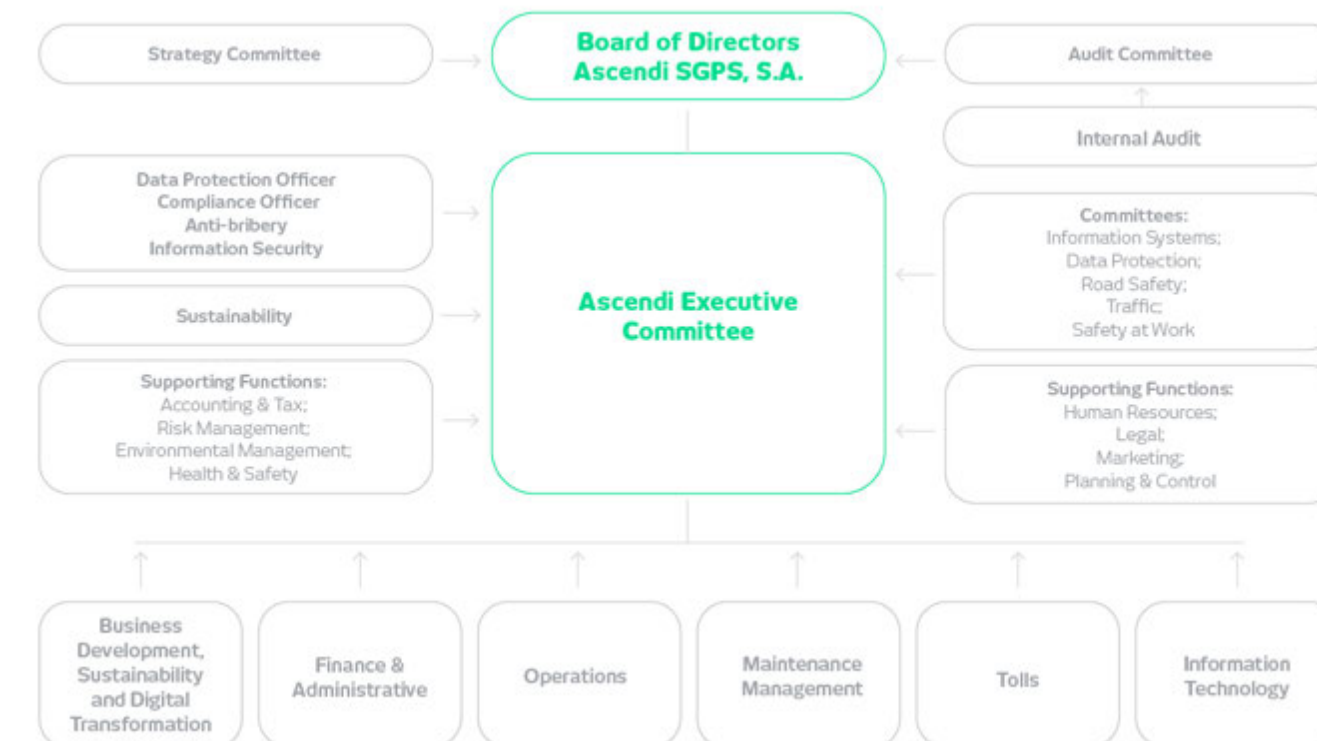 Strategy Committee
Board of Directors
Ascendi SGPS, S.A.
Audit Committee
Internal Audit
Data Protection Officer
Compliance Officer
Anti-bribery
Information Security
Sustainability
Supporting Functions:
Accounting & Tax;
Risk Management;
Environmental Management;
Health & Safety
Ascendi Executive
Committee
Committees:
Information Systems;
Data Protection;
Road Safety;
Traffic;
Safety at Work
Supporting Functions:
Human Resources;
Legal;
Marketing;
Planning & Control
Business
Development,
Sustainability
and Digital
Transformation
Finance &
Administrative
Operations
Maintenance
Management
Tolls
Information
Technology